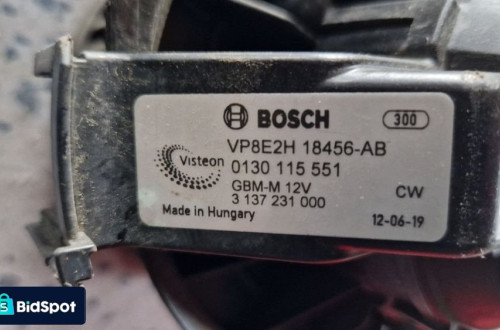 BOSCH
300
VP8E2H 18456-AB
Visteon
0130 115 551
GBM-M 12V
CW
3 137 231 000
Made in Hungary
12-06-19
S BidSpot